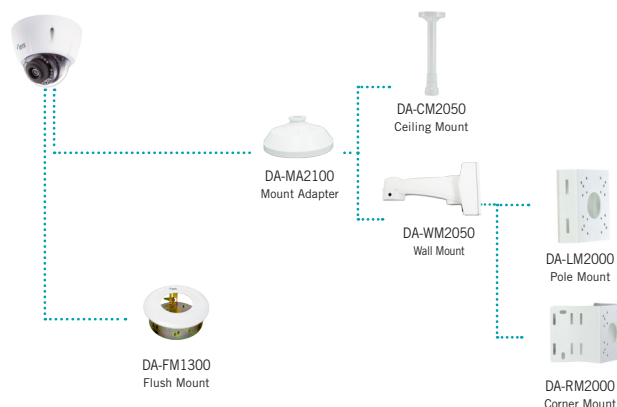 DA-CM2050
Ceiling Mount
DA-MA2100
Mount Adapter
DA-WM2050
Wall Mount
DA-LM2000
Pole Mount
DA-FM1300
Flush Mount
DA-RM2000
Corner Mount